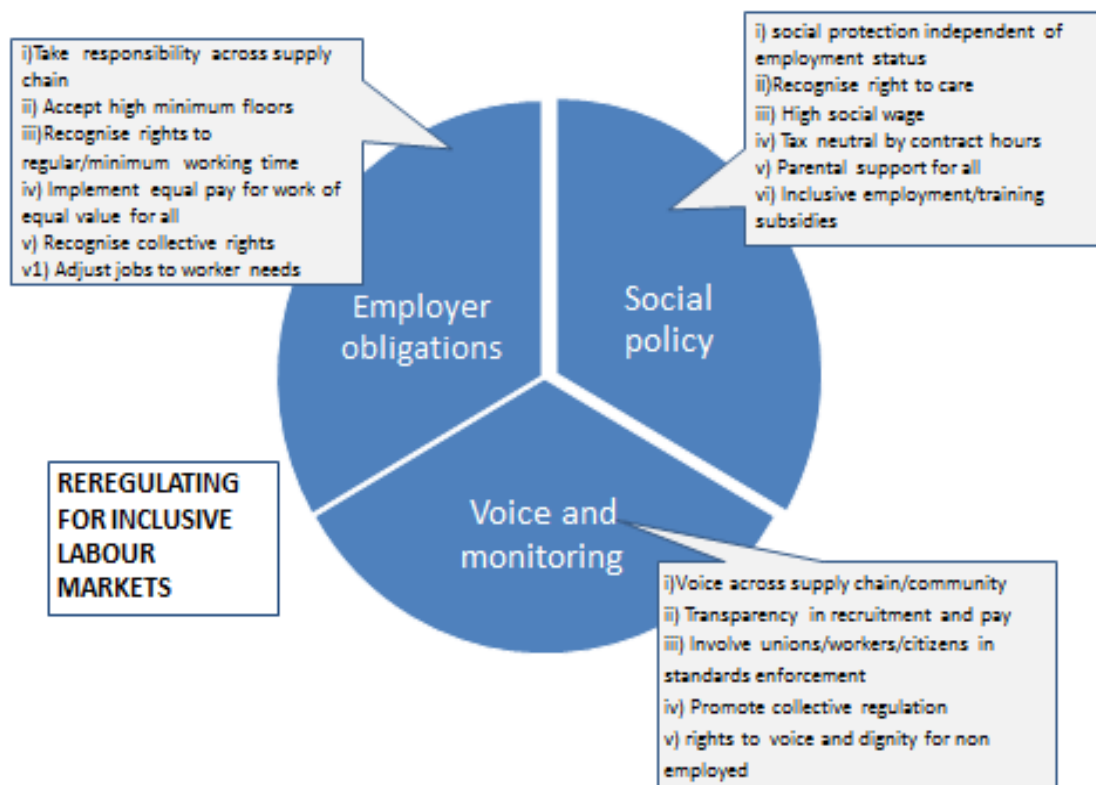 i)Take responsibility across supply
chain
ii) Accept high minimum floors
iii)Recognise rights to
regular/minimum working time
iv) Implement equal pay for work of
equal value for all
v) Recognise collective rights
v1) Adjust jobs to worker needs
i) social protection independent of
employment status
ii)Recognise right to care
iii) High social wage
iv) Tax neutral by contract hours
v) Parental support for all
vi) Inclusive employment/training
subsidies
Employer
obligations
Social
policy
REREGULATING
FOR INCLUSIVE
LABOUR
MARKETS
Voice and
monitoring
i)Voice across supply chain/community
ii) Transparency in recruitment and pay
iii) Involve unions/workers/citizens in
standards enforcement
iv) Promote collective regulation
v) rights to voice and dignity for non
employed